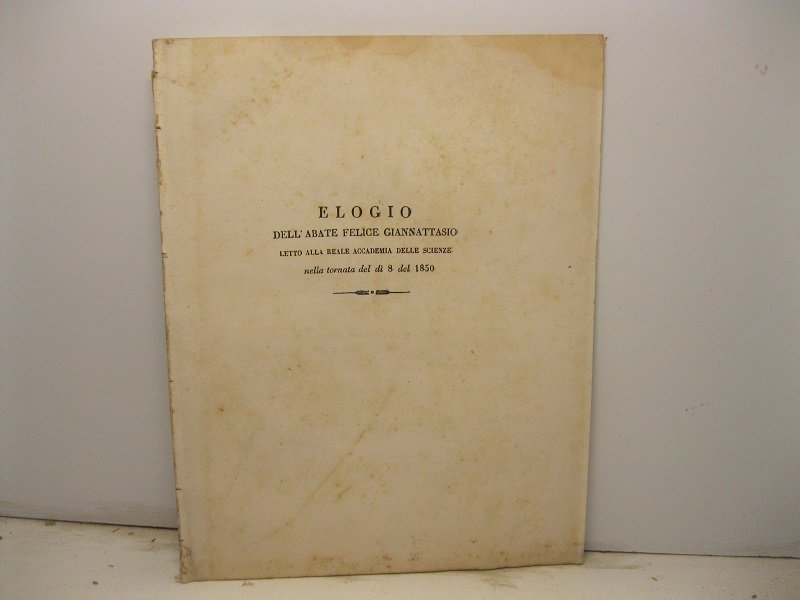 ELOGIO
DELL'ABATE FELICE GIANNATTASIO
LETTO ALLA REALE ACCADEMIA DELLE SCIENZE
nella tornata del dì 8 del 1850